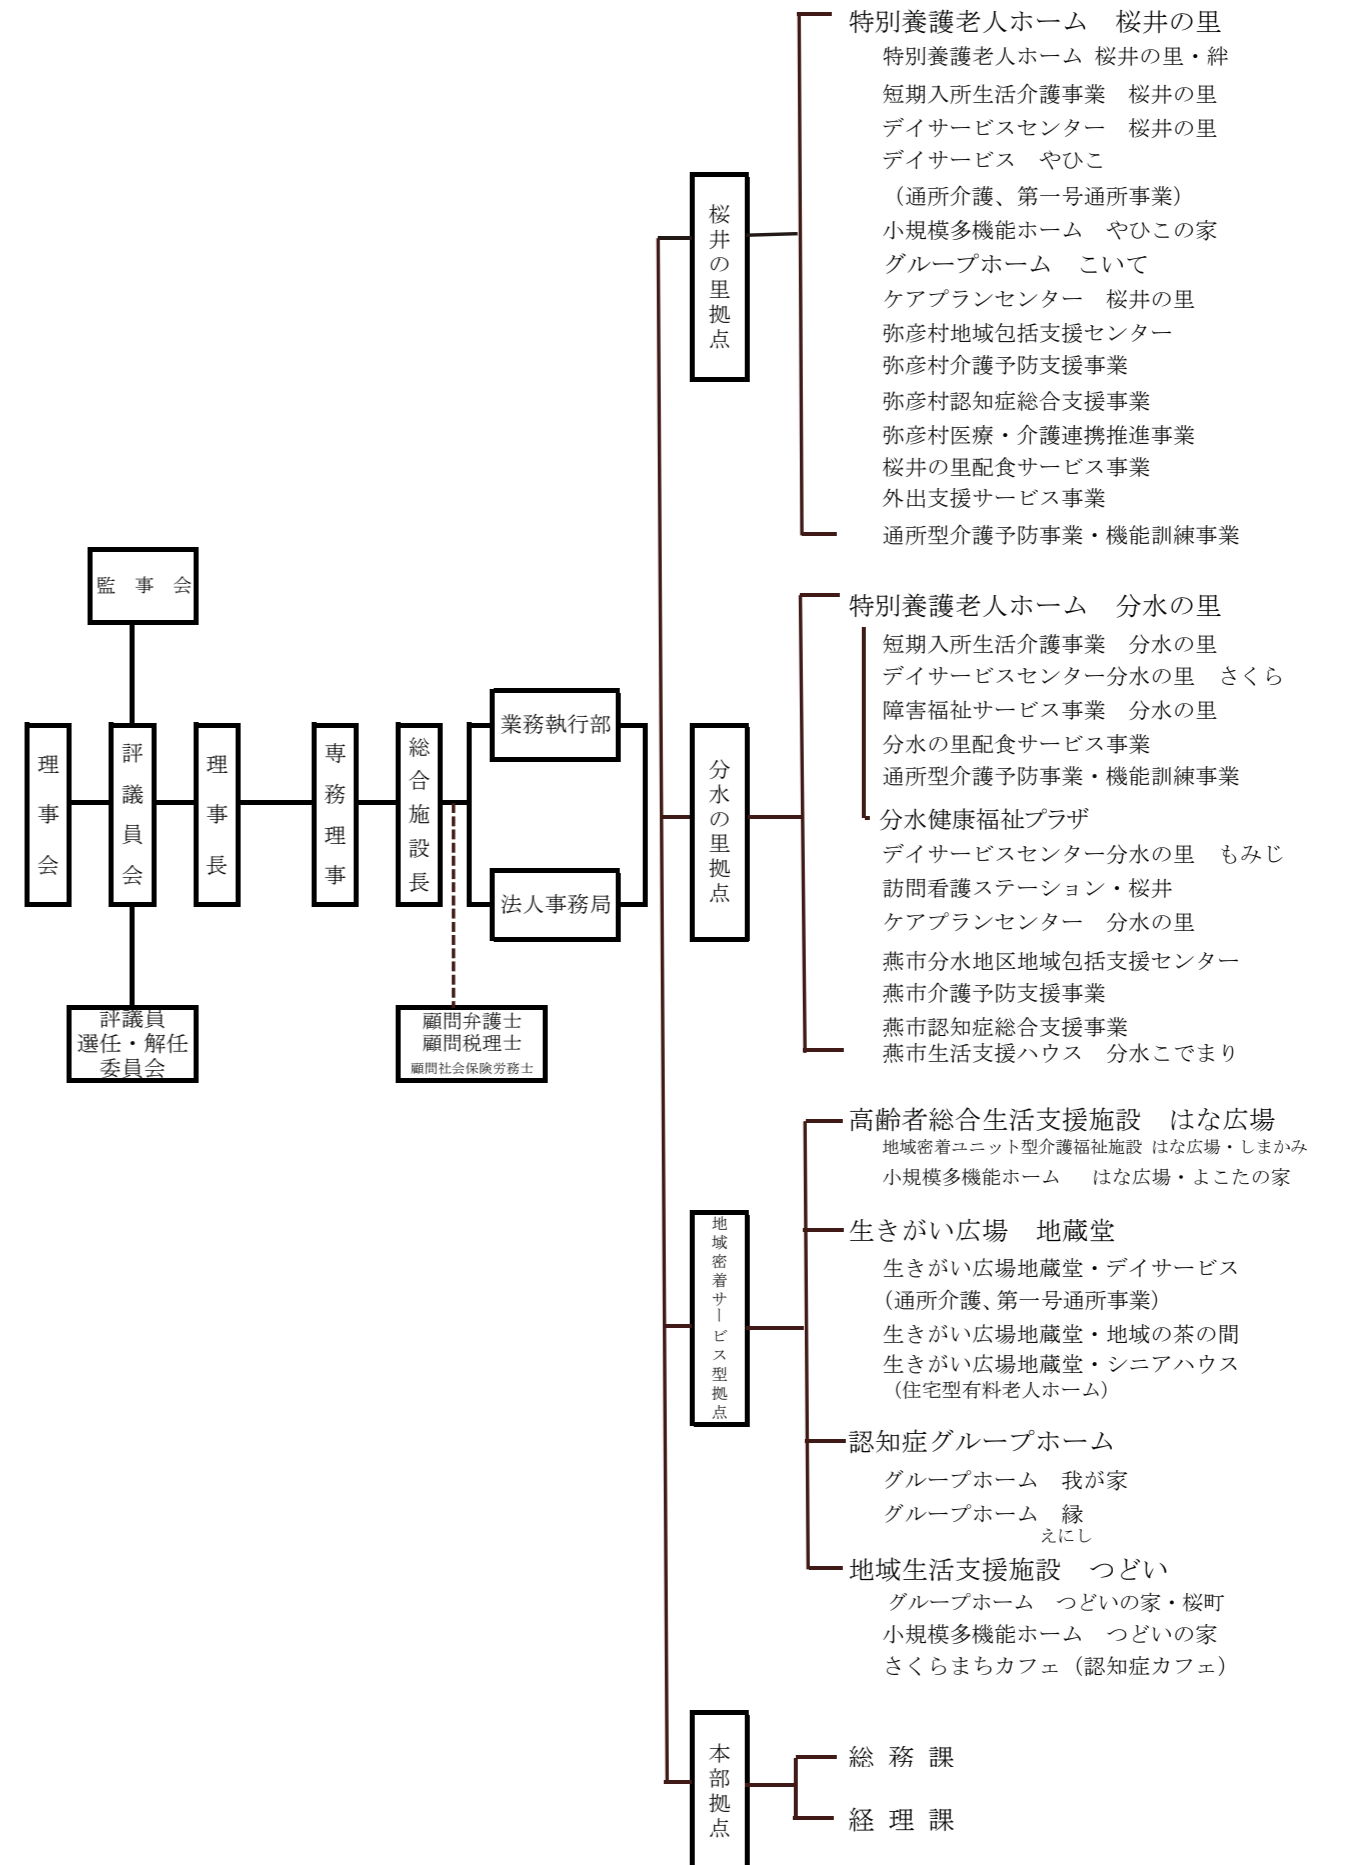 監　事　会
理事会
評議員会
理事長
専務理事
総合施設長
業務執行部
法人事務局
評議員
選任・解任
委員会
顧問弁護士
顧問税理士
顧問社会保険労務士
桜井の里拠点
特別養護老人ホーム　桜井の里
特別養護老人ホーム 桜井の里・絆
短期入所生活介護事業　桜井の里
デイサービスセンター　桜井の里
デイサービス　やひこ
（通所介護、第一号通所事業）
小規模多機能ホーム　やひこの家
グループホーム　こいて
ケアプランセンター　桜井の里
弥彦村地域包括支援センター
弥彦村介護予防支援事業
弥彦村認知症総合支援事業
弥彦村医療・介護連携推進事業
桜井の里配食サービス事業
外出支援サービス事業
通所型介護予防事業・機能訓練事業
分水の里拠点
特別養護老人ホーム　分水の里
短期入所生活介護事業　分水の里
デイサービスセンター分水の里　さくら
障害福祉サービス事業　分水の里
分水の里配食サービス事業
通所型介護予防事業・機能訓練事業
分水健康福祉プラザ
デイサービスセンター分水の里　もみじ
訪問看護ステーション・桜井
ケアプランセンター　分水の里
燕市分水地区地域包括支援センター
燕市介護予防支援事業
燕市認知症総合支援事業
燕市生活支援ハウス　分水こでまり
地域密着サービス型拠点
高齢者総合生活支援施設　はな広場
地域密着ユニット型介護福祉施設 はな広場・しまかみ
小規模多機能ホーム　はな広場・よこたの家
生きがい広場　地蔵堂
生きがい広場地蔵堂・デイサービス
（通所介護、第一号通所事業）
生きがい広場地蔵堂・地域の茶の間
生きがい広場地蔵堂・シニアハウス
（住宅型有料老人ホーム）
認知症グループホーム
グループホーム　我が家
グループホーム　縁
えにし
地域生活支援施設　つどい
グループホーム　つどいの家・桜町
小規模多機能ホーム　つどいの家
さくらまちカフェ（認知症カフェ）
本部拠点
総 務 課
経 理 課